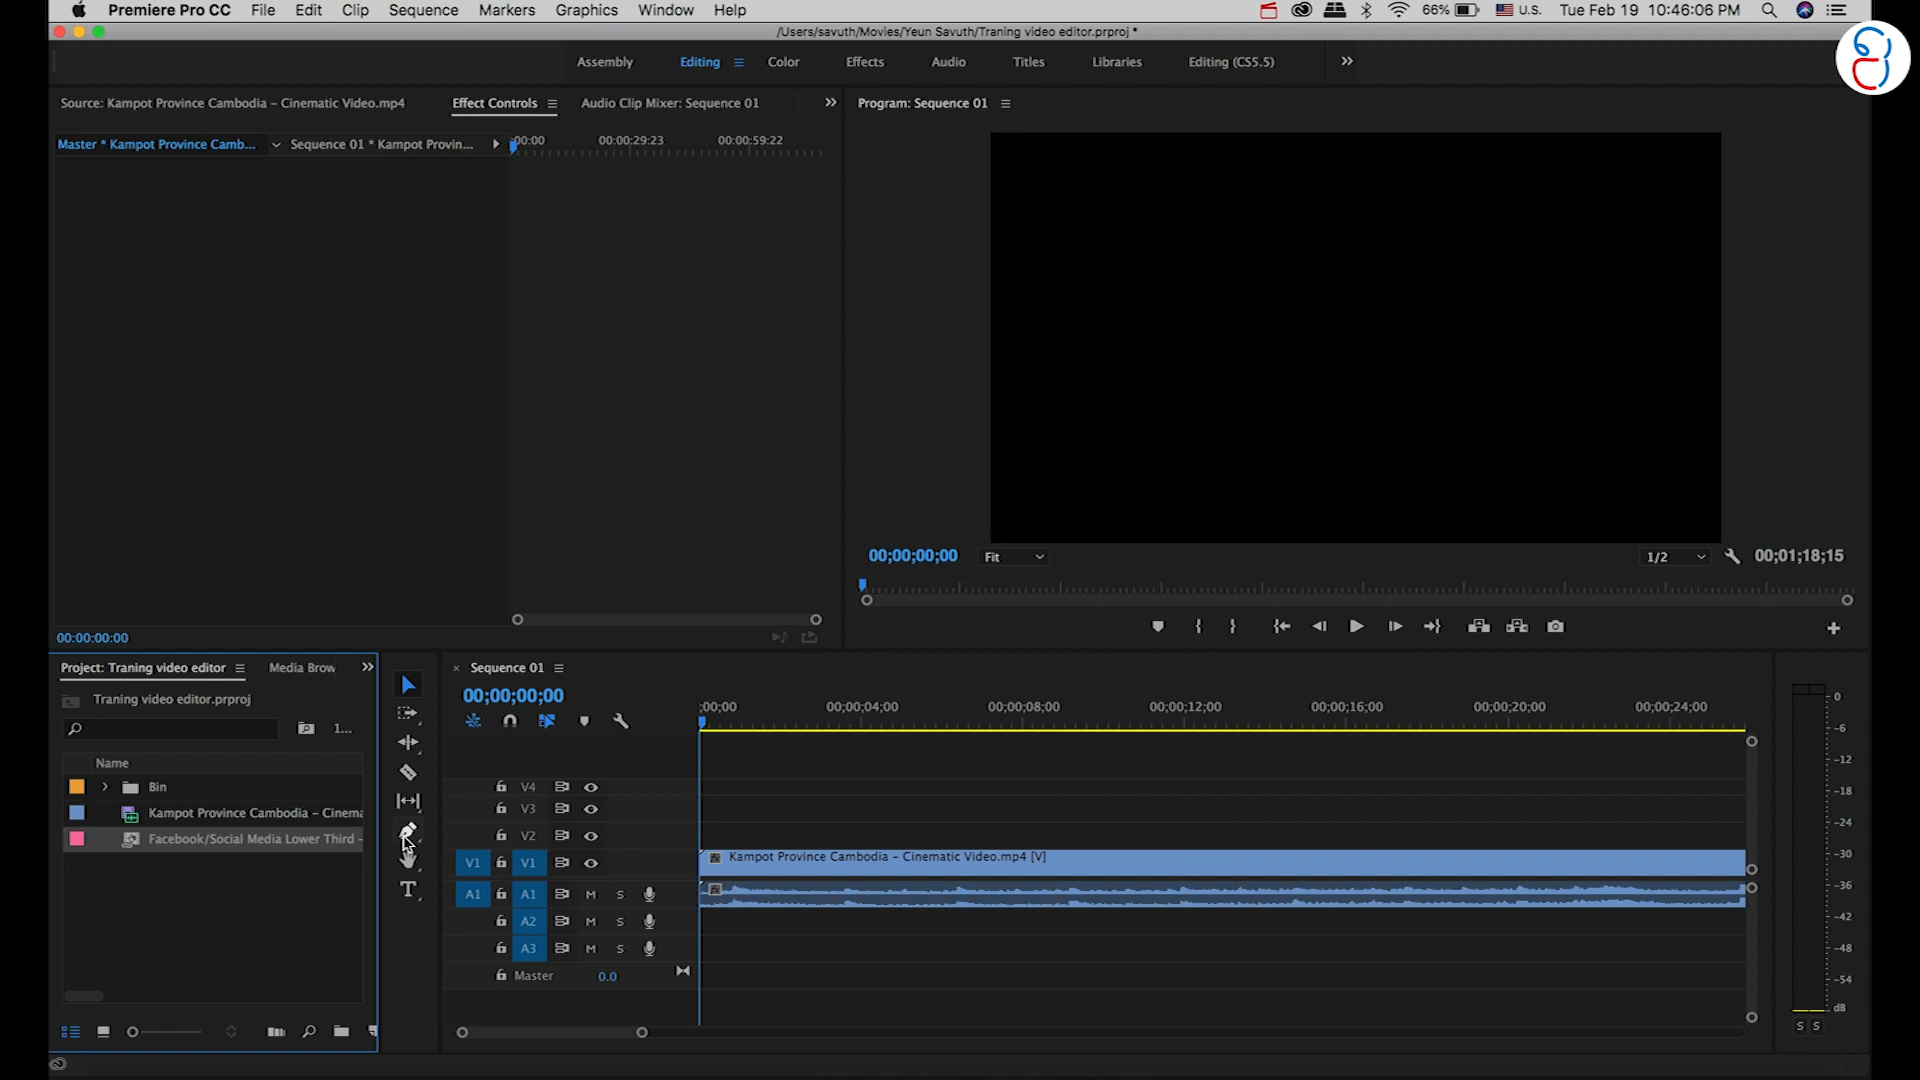 Premiere Pro CC File Edit Clip Sequence Markers Graphics Window Help 66% U.S. Tue Feb 19 10:46:06 PM
/Users/savuth/Movies/Yeun Savuth/Traning video editor.prproj *
Assembly Editing Color Effects Audio Titles Libraries Editing (CS5.5)
Source: Kampot Province Cambodia – Cinematic Video.mp4 Effect Controls Audio Clip Mixer: Sequence 01 Program: Sequence 01
Master * Kampot Province Camb... Sequence 01 * Kampot Provin... :00:00 00:00:29:23 00:00:59:22
00;00;00;00 Fit 1/2 00;01;18;15
00:00:00:00
Project: Traning video editor Media Brow Sequence 01
Traning video editor.prproj 00;00;00;00
;00;00 00;00;04;00 00;00;08;00 00;00;12;00 00;00;16;00 00;00;20;00 00;00;24;00
1...
Name
Bin
Kampot Province Cambodia – Cinema
Facebook/Social Media Lower Third –
V4
V3
V2
V1 V1 Kampot Province Cambodia – Cinematic Video.mp4 [V]
A1 A1 M S
A2 M S
A3 M S
Master 0.0
0
-6
-12
-18
-24
-30
-36
-42
-48
-54
dB
S S